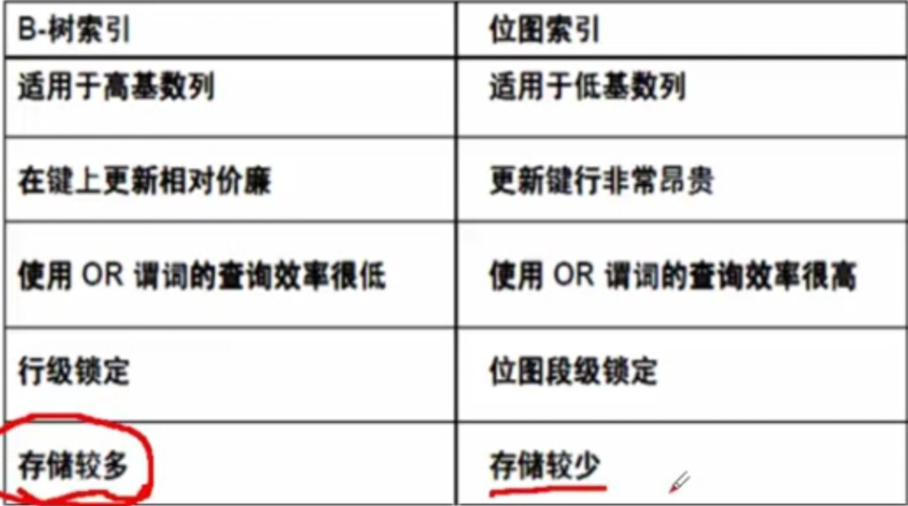 B-树索引 位图索引
适用于高基数列 适用于低基数列
在键上更新相对价廉 更新键行非常昂贵
使用 OR 谓词的查询效率很低 使用 OR 谓词的查询效率很高
行级锁定 位图段级锁定
存储较多 存储较少